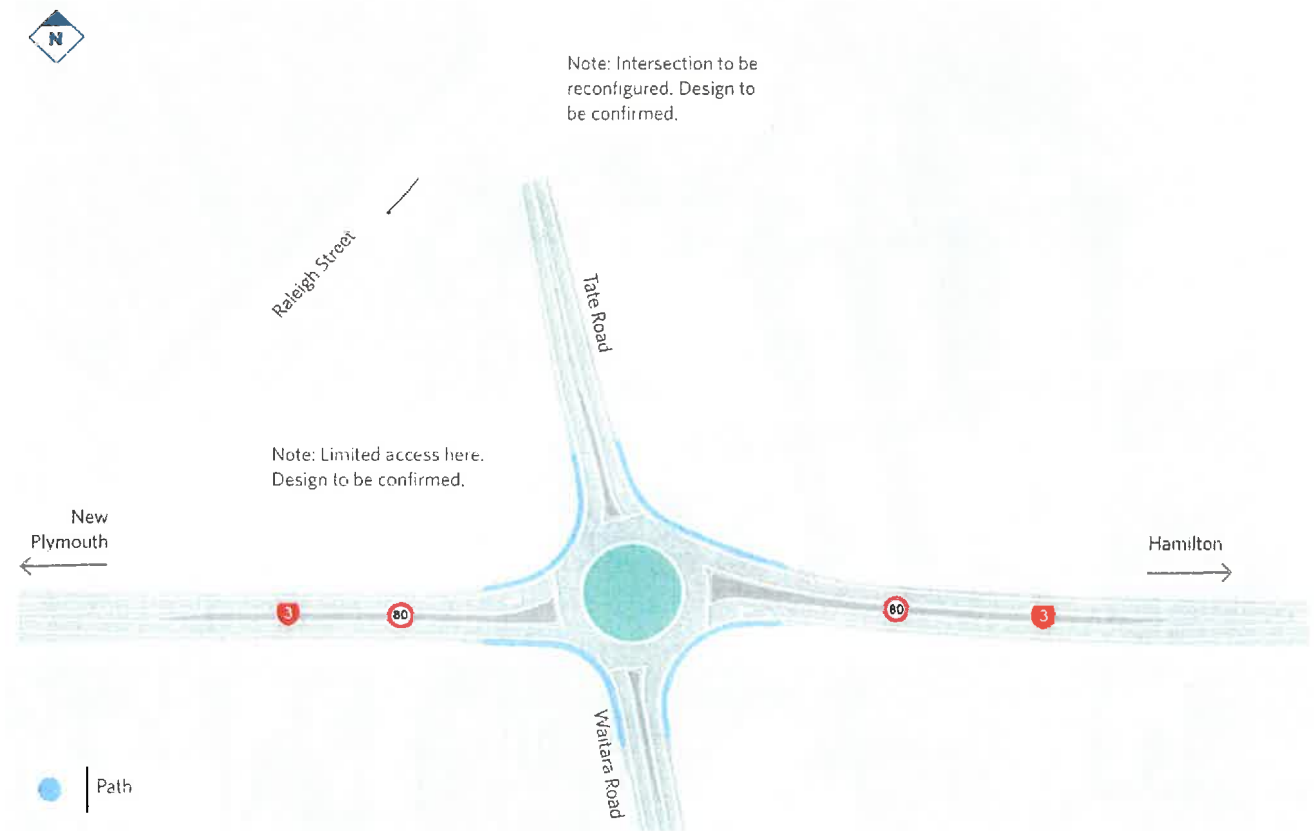 N
Note: Intersection to be
reconfigured. Design to
be confirmed.
Raleigh Street
Tate Road
Note: Limited access here.
Design to be confirmed.
New
Plymouth
Hamilton
3
80
80
3
Waitara Road
Path